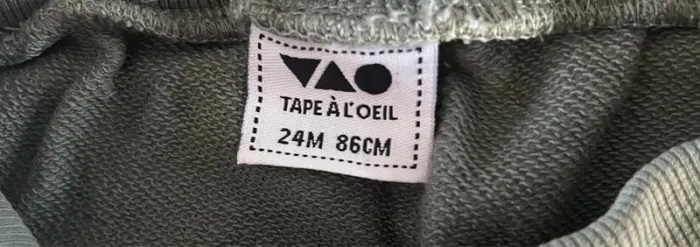 TAPE À L'OEIL
24M 86CM